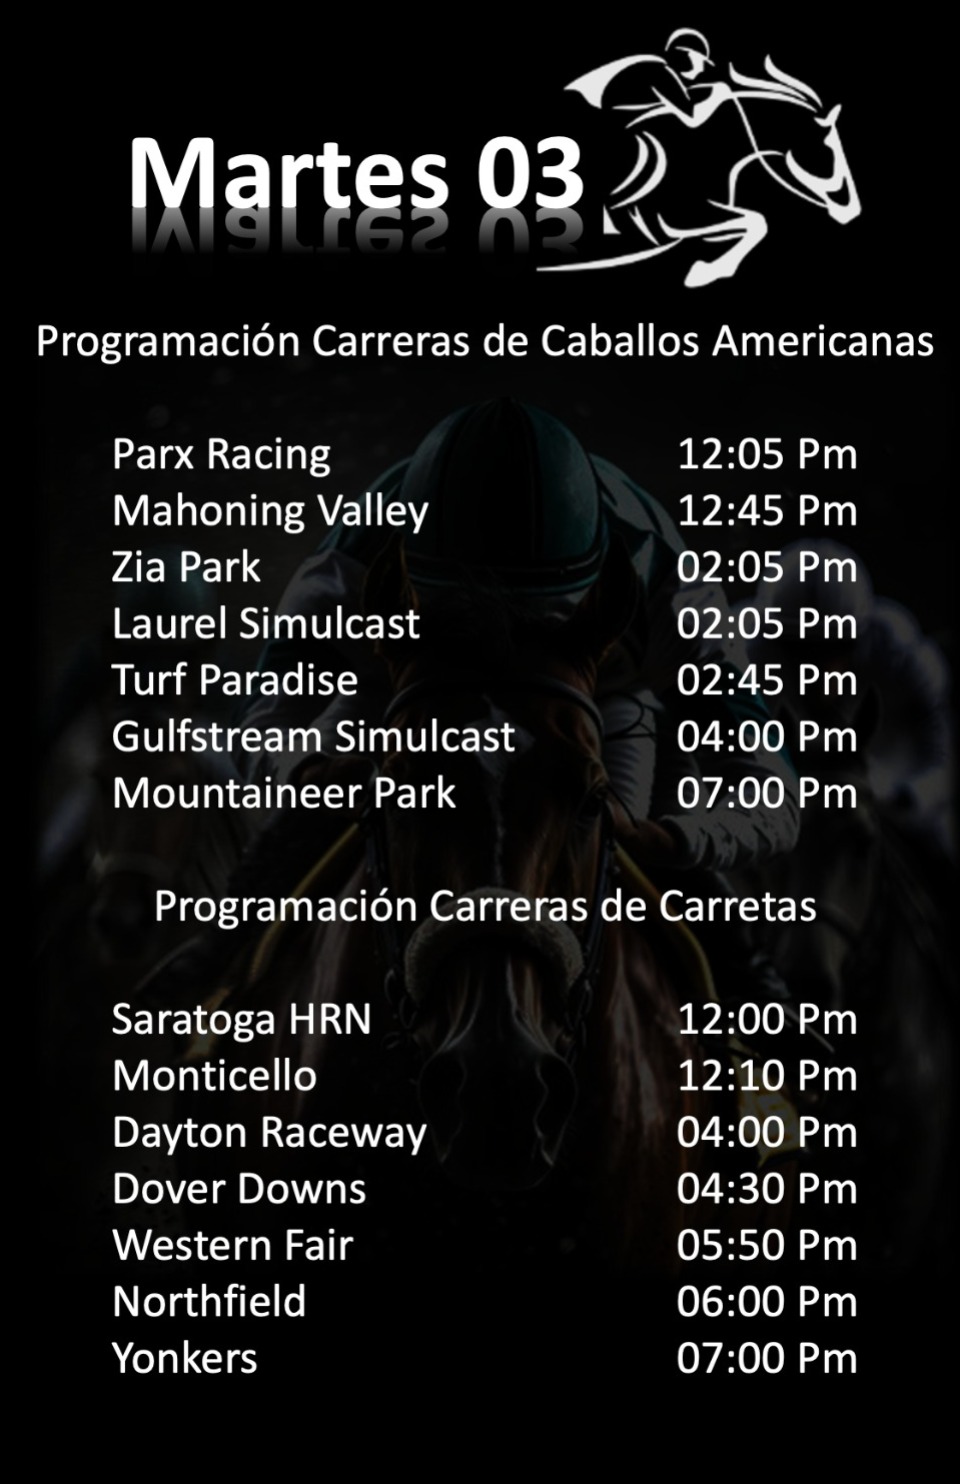 Martes 03
Programación Carreras de Caballos Americanas
Parx Racing 12:05 Pm
Mahoning Valley 12:45 Pm
Zia Park 02:05 Pm
Laurel Simulcast 02:05 Pm
Turf Paradise 02:45 Pm
Gulfstream Simulcast 04:00 Pm
Mountaineer Park 07:00 Pm
Programación Carreras de Carretas
Saratoga HRN 12:00 Pm
Monticello 12:10 Pm
Dayton Raceway 04:00 Pm
Dover Downs 04:30 Pm
Western Fair 05:50 Pm
Northfield 06:00 Pm
Yonkers 07:00 Pm